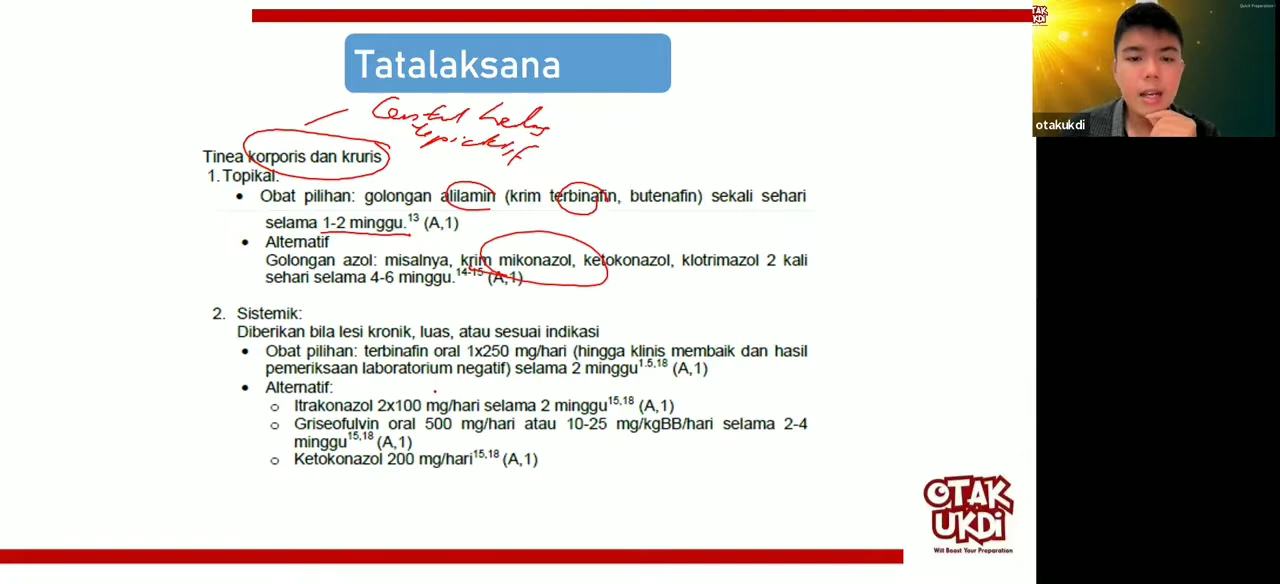 Tatalaksana
Central healing
Tinea korporis dan kruris
1. Topikal:
• Obat pilihan: golongan alilamin (krim terbinafin, butenafin) sekali sehari
selama 1-2 minggu.13 (A,1)
• Alternatif
Golongan azol: misalnya, krim mikonazol, ketokonazol, klotrimazol 2 kali
sehari selama 4-6 minggu.14-15 (A,1)
2. Sistemik:
Diberikan bila lesi kronik, luas, atau sesuai indikasi
• Obat pilihan: terbinafin oral 1x250 mg/hari (hingga klinis membaik dan hasil
pemeriksaan laboratorium negatif) selama 2 minggu1.5,18 (A,1)
• Alternatif:
o Itrakonazol 2x100 mg/hari selama 2 minggu15,18 (A,1)
o Griseofulvin oral 500 mg/hari atau 10-25 mg/kgBB/hari selama 2-4
minggu15,18 (A,1)
o Ketokonazol 200 mg/hari15,18 (A,1)
OTAK
UKDI
Will Boost Your Preparation
otakukdi